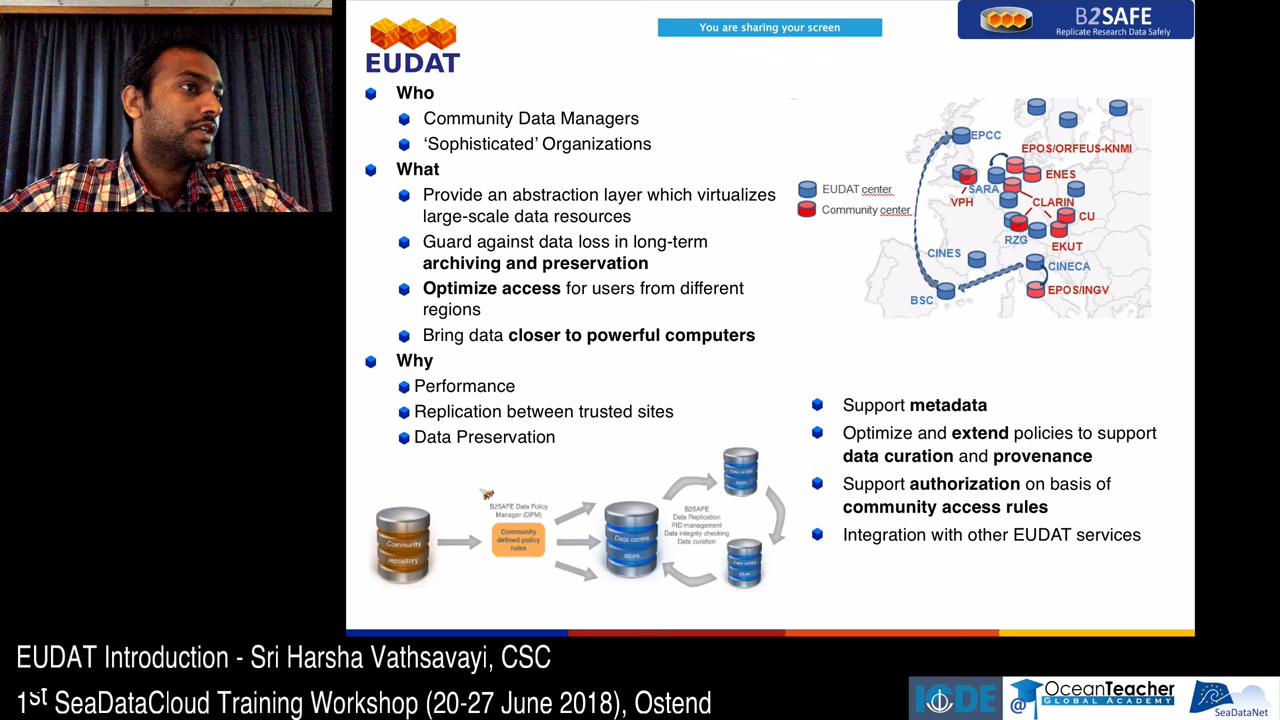 EUDAT
You are sharing your screen
B2SAFE
Replicate Research Data Safely
Who
Community Data Managers
‘Sophisticated’ Organizations
What
Provide an abstraction layer which virtualizes
large-scale data resources
Guard against data loss in long-term
archiving and preservation
Optimize access for users from different
regions
Bring data closer to powerful computers
Why
Performance
Replication between trusted sites
Data Preservation
EUDAT center
Community center
EPCC
EPOS/ORFEUS-KNMI
SARA
ENES
VPH
CLARIN
CU
RZG
EKUT
CINES
CINECA
BSC
EPOS/INGV
Support metadata
Optimize and extend policies to support
data curation and provenance
Support authorization on basis of
community access rules
Integration with other EUDAT services
Community
repository
B2SAFE Data Policy
Manager (DPM)
Community
defined policy
rules
Data centre
store
B2SAFE
Data Replication
PID management
Data integrity checking
Data curation
Data centre
store
Data centre
store
EUDAT Introduction - Sri Harsha Vathsavayi, CSC
1st SeaDataCloud Training Workshop (20-27 June 2018), Ostend
IODE
OceanTeacher
GLOBAL ACADEMY
SeaDataNet